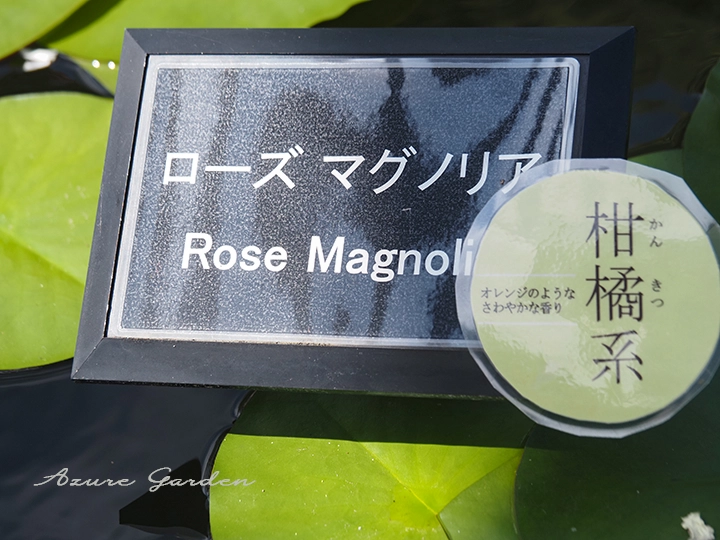 ローズ マグノリア
Rose Magnoli
柑橘系
かん きつ
オレンジのような
さわやかな香り
Azure Garden